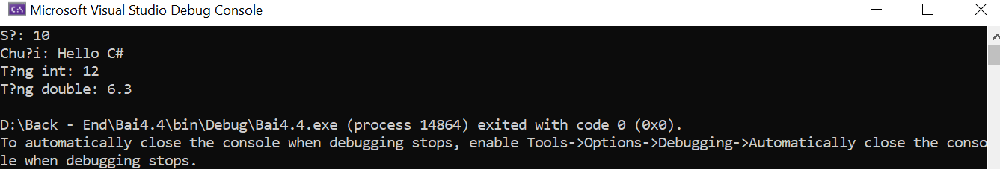 Microsoft Visual Studio Debug Console
S?: 10
Chu?i: Hello C#
T?ng int: 12
T?ng double: 6.3
D:\Back - End\Bai4.4\bin\Debug\Bai4.4.exe (process 14864) exited with code 0 (0x0).
To automatically close the console when debugging stops, enable Tools->Options->Debugging->Automatically close the conso
le when debugging stops.